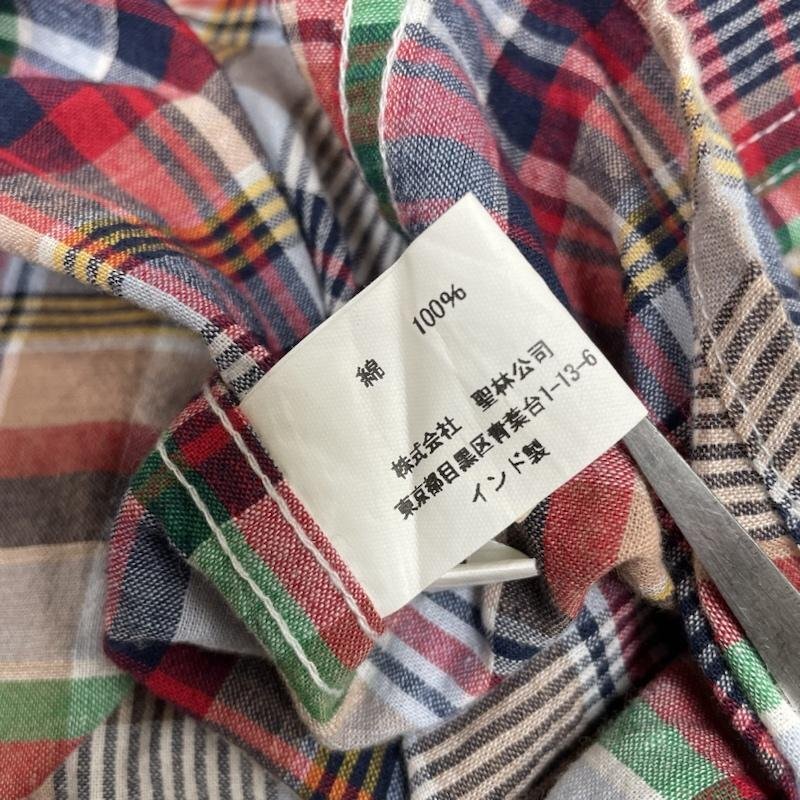 綿 100%
株式会社 聖林公司
東京都目黒区青葉台1-13-6
インド製